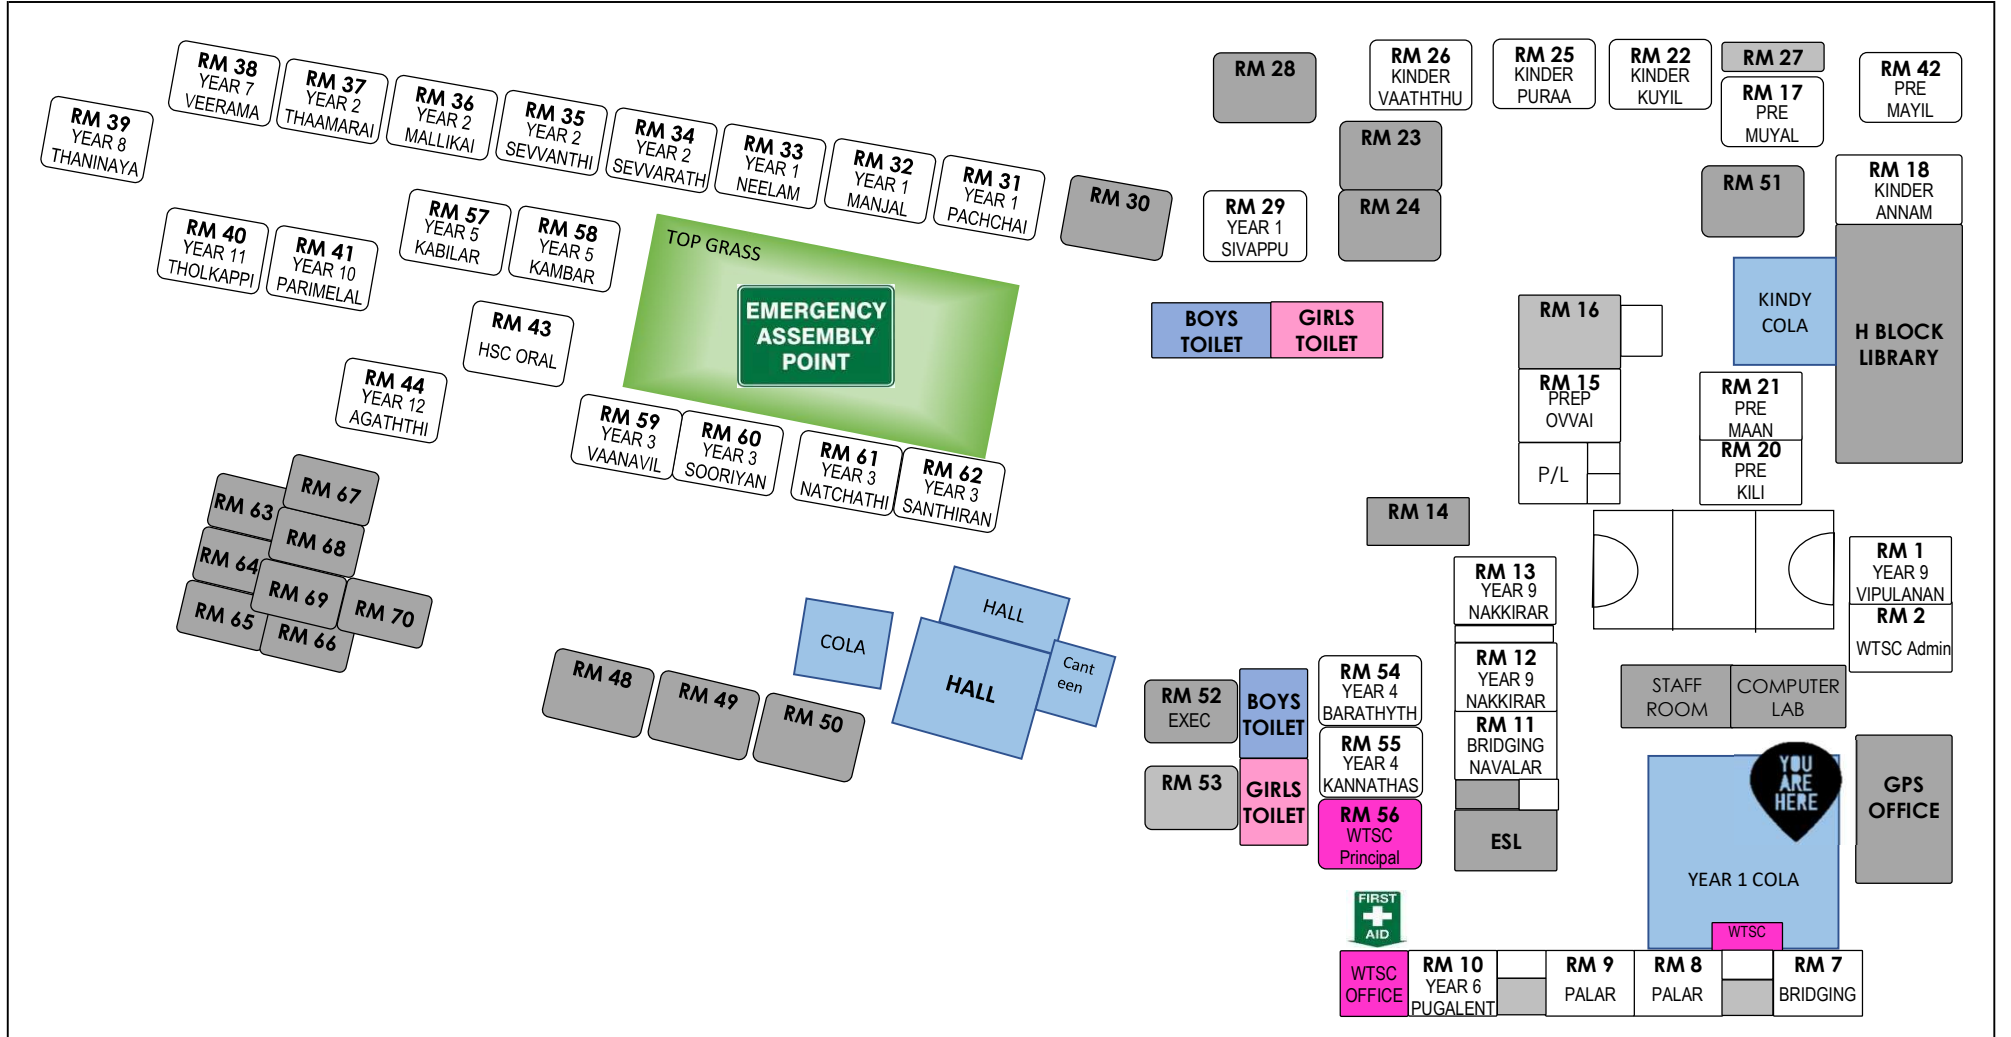 RM 38
YEAR 7
VEERAMA
RM 37
YEAR 2
THAAMARAI
RM 36
YEAR 2
MALLIKAI
RM 35
YEAR 2
SEVVANTHI
RM 34
YEAR 2
SEVVARATH
RM 33
YEAR 1
NEELAM
RM 32
YEAR 1
MANJAL
RM 31
YEAR 1
PACHCHAI
RM 30
RM 28
RM 26
KINDER
VAATHTHU
RM 25
KINDER
PURAA
RM 22
KINDER
KUYIL
RM 27
RM 17
PRE
MUYAL
RM 42
PRE
MAYIL
RM 39
YEAR 8
THANINAYA
RM 23
RM 24
RM 29
YEAR 1
SIVAPPU
RM 51
RM 18
KINDER
ANNAM
RM 40
YEAR 11
THOLKAPPI
RM 41
YEAR 10
PARIMELAL
RM 57
YEAR 5
KABILAR
RM 58
YEAR 5
KAMBAR
TOP GRASS
EMERGENCY
ASSEMBLY
POINT
RM 43
HSC ORAL
BOYS
TOILET
GIRLS
TOILET
RM 16
KINDY
COLA
H BLOCK
LIBRARY
RM 44
YEAR 12
AGATHTHI
RM 59
YEAR 3
VAANAVIL
RM 60
YEAR 3
SOORIYAN
RM 61
YEAR 3
NATCHATHI
RM 62
YEAR 3
SANTHIRAN
RM 15
PREP
OVVAI
P/L
RM 21
PRE
MAAN
RM 20
PRE
KILI
RM 67
RM 63
RM 68
RM 64
RM 69
RM 70
RM 65
RM 66
RM 14
RM 13
YEAR 9
NAKKIRAR
RM 1
YEAR 9
VIPULANAN
RM 2
WTSC Admin
HALL
COLA
HALL
Cant
een
RM 48
RM 49
RM 50
RM 52
EXEC
RM 53
BOYS
TOILET
GIRLS
TOILET
RM 54
YEAR 4
BARATHYTH
RM 55
YEAR 4
KANNATHAS
RM 56
WTSC
Principal
RM 12
YEAR 9
NAKKIRAR
RM 11
BRIDGING
NAVALAR
ESL
STAFF
ROOM
COMPUTER
LAB
YOU
ARE
HERE
GPS
OFFICE
YEAR 1 COLA
WTSC
FIRST
AID
WTSC
OFFICE
RM 10
YEAR 6
PUGALENT
RM 9
PALAR
RM 8
PALAR
RM 7
BRIDGING